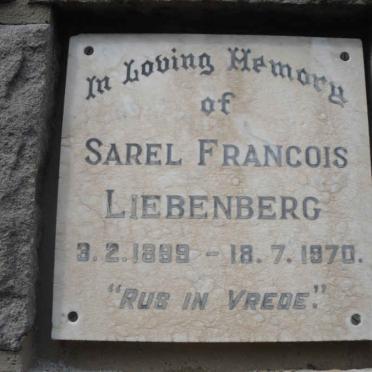 In Loving Memory
of
SAREL FRANCOIS
LIEBENBERG
3.2.1899 - 18.7.1970.
"RUS IN VREDE."